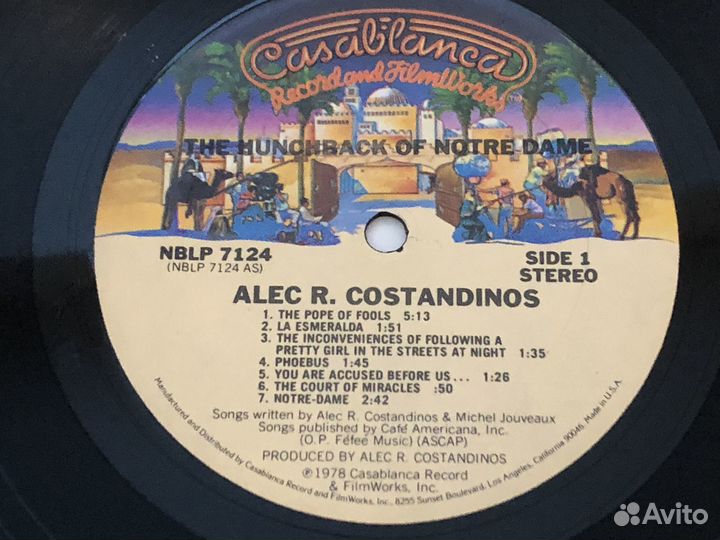 Casablanca
Record and FilmWorks TM
THE HUNCHBACK OF NOTRE DAME
NBLP 7124
(NBLP 7124 AS)
SIDE 1
STEREO
ALEC R. COSTANDINOS
1. THE POPE OF FOOLS 5:13
2. LA ESMERALDA 1:51
3. THE INCONVENIENCES OF FOLLOWING A
PRETTY GIRL IN THE STREETS AT NIGHT 1:35
4. PHOEBUS 1:45
5. YOU ARE ACCUSED BEFORE US ... 1:26
6. THE COURT OF MIRACLES :50
7. NOTRE-DAME 2:42
Songs written by Alec R. Costandinos & Michel Jouveaux
Songs published by Café Americana, Inc.
(O.P. Féfée Music) (ASCAP)
PRODUCED BY ALEC R. COSTANDINOS
℗1978 Casablanca Record
& FilmWorks, Inc.
Manufactured and Distributed by Casablanca Record and FilmWorks, Inc., 8255 Sunset Boulevard, Los Angeles, California 90046. Made in U.S.A.
Avito